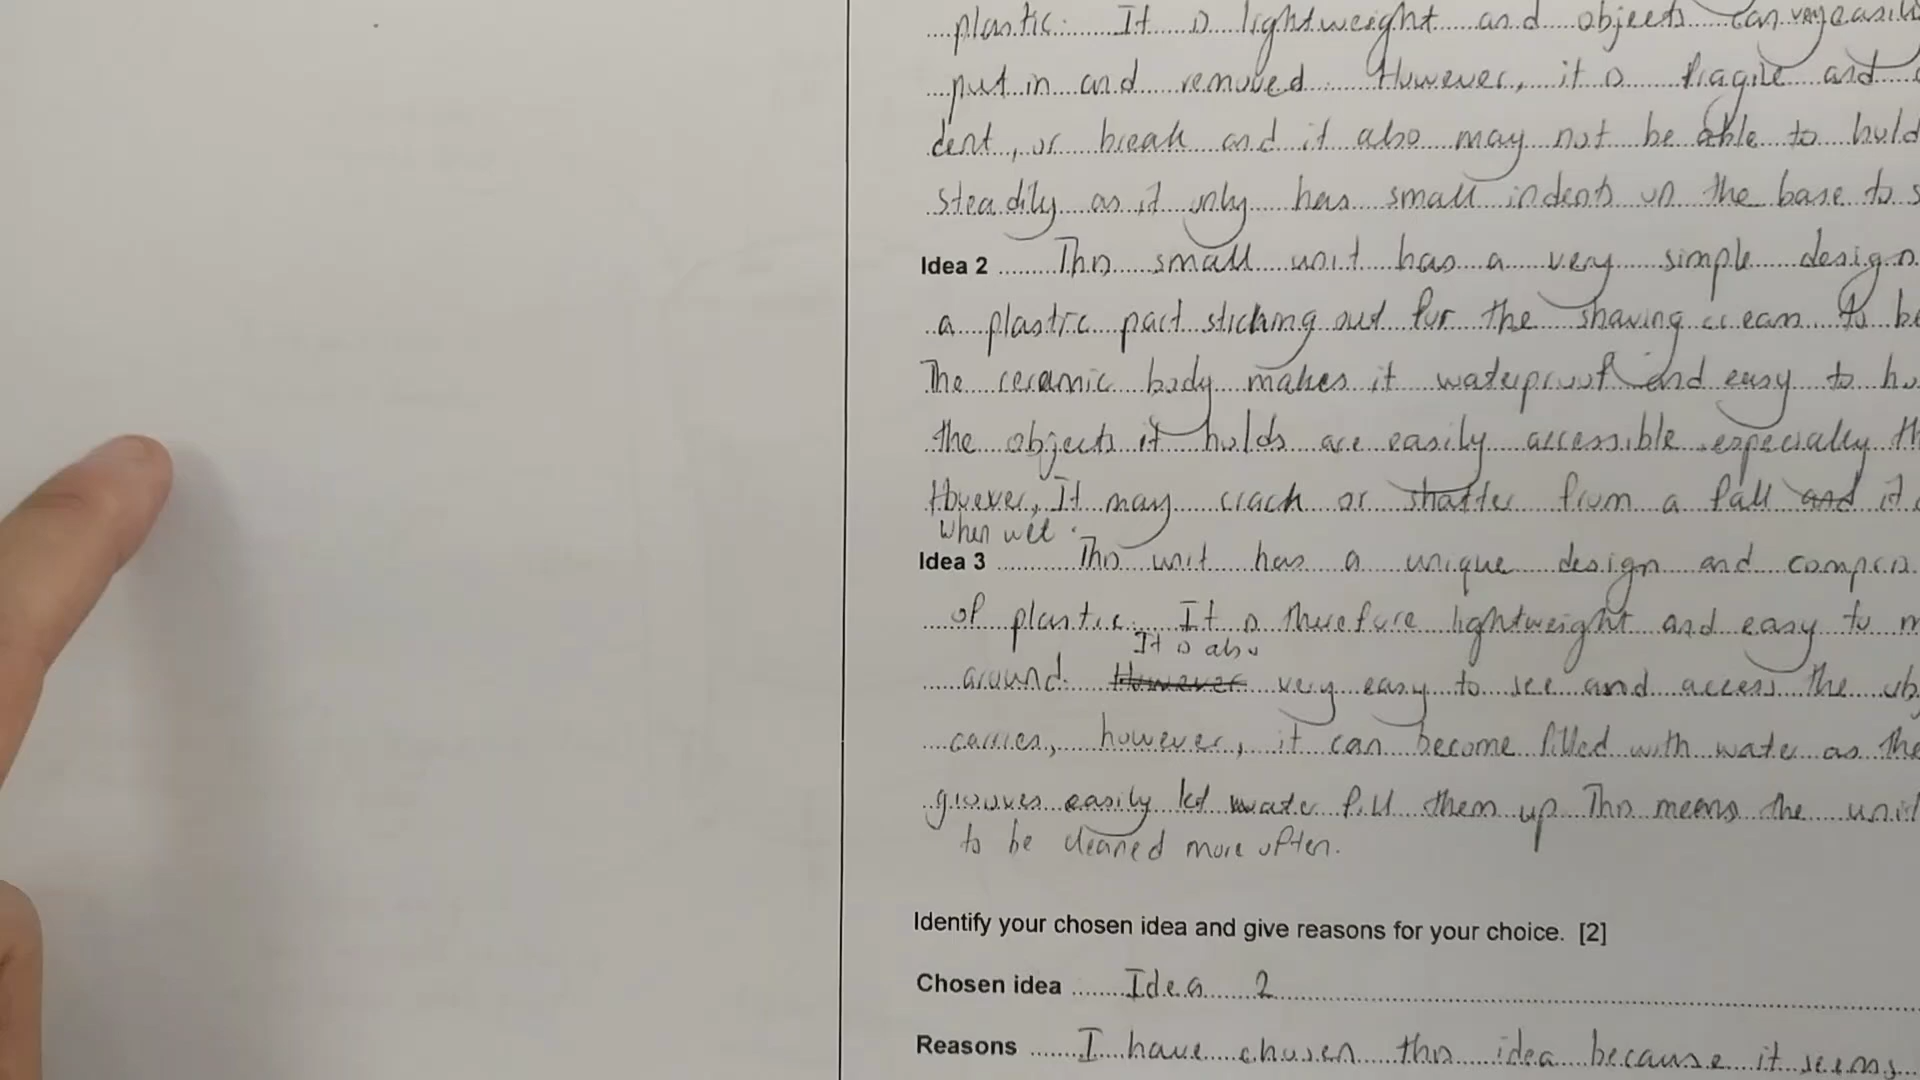 plastic. It is lightweight and objects can very easily
put in and removed. However, it is fragile and
dent, or break and it also may not be able to hold
steadily as it only has small indents on the base to
Idea 2 This small unit has a very simple design
a plastic part sticking out for the shaving cream to be
The ceramic body makes it waterproof and easy to
the objects it holds are easily accessible especially
However, It may crack or shatter from a fall and it
when wet.
Idea 3 This unit has a unique design and
of plastic. It is therefore lightweight and easy to
It is also
around. However very easy to see and access the
carries, however, it can become filled with water as the
grooves easily let water fill them up. This means the unit
to be cleaned more often.
Identify your chosen idea and give reasons for your choice. [2]
Chosen idea Idea 2
Reasons I have chosen this idea because it seems